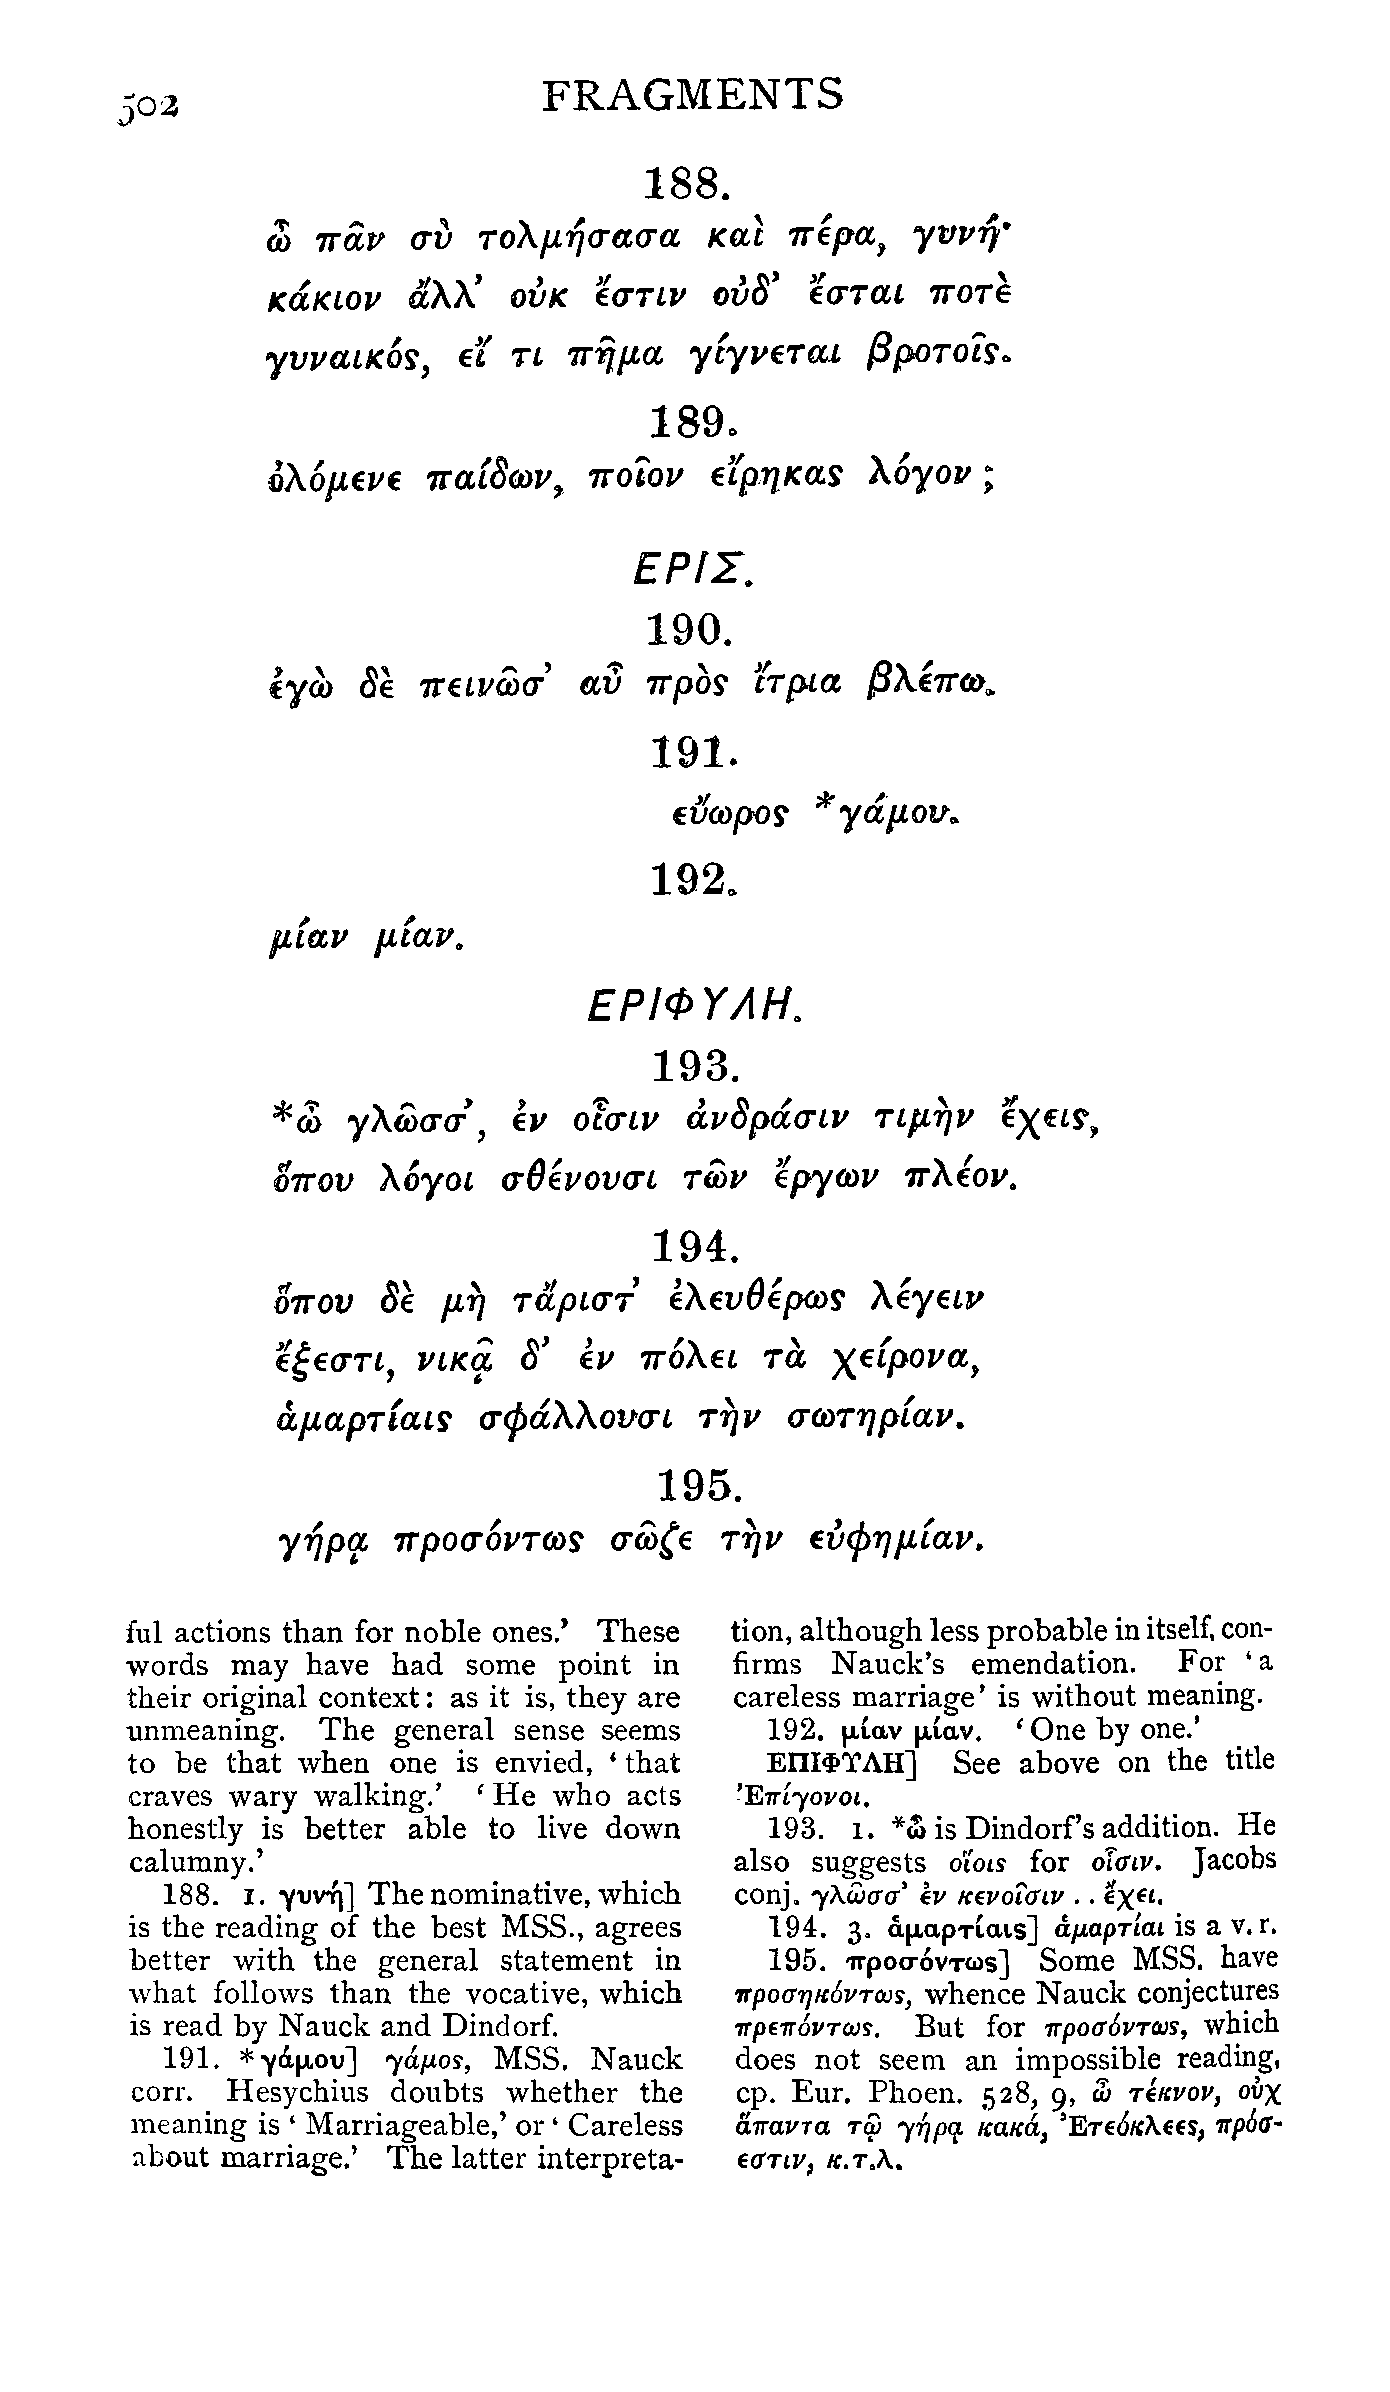 502
FRAGMENTS
188.
ὦ πᾶν σὺ τολμήσασα καὶ πέρα, γυνή·
κάκιον ἄλλ’ οὐκ ἔστιν οὐδ’ ἔσται ποτὲ
γυναικός, εἴ τι πῆμα γίγνεται βροτοῖς.
189.
ὀλόμενε παίδων, ποῖον εἴρηκας λόγον ;
ΕΡΙΣ.
190.
ἐγὼ δὲ πεινῶσ’ αὖ πρὸς ἴτρια βλέπω.
191.
εὔωρος *γάμου.
192.
μίαν μίαν.
ΕΡΙΦΥΛΗ.
193.
*ὦ γλῶσσ’, ἐν οἷσιν ἀνδράσιν τιμὴν ἔχεις,
ὅπου λόγοι σθένουσι τῶν ἔργων πλέον.
194.
ὅπου δὲ μὴ τἄριστ’ ἐλευθέρως λέγειν
ἔξεστι, νικᾷ δ’ ἐν πόλει τὰ χείρονα,
ἁμαρτίαις σφάλλουσι τὴν σωτηρίαν.
195.
γήρᾳ προσόντως σῶζε τὴν εὐφημίαν.
ful actions than for noble ones.’ These
words may have had some point in
their original context: as it is, they are
unmeaning. The general sense seems
to be that when one is envied, ‘that
craves wary walking.’ ‘He who acts
honestly is better able to live down
calumny.’
188. 1. γυνή] The nominative, which
is the reading of the best MSS., agrees
better with the general statement in
what follows than the vocative, which
is read by Nauck and Dindorf.
191. *γάμου] γάμος, MSS. Nauck
corr. Hesychius doubts whether the
meaning is ‘Marriageable,’ or ‘Careless
about marriage.’ The latter interpreta-
tion, although less probable in itself, con-
firms Nauck’s emendation. For ‘a
careless marriage’ is without meaning.
192. μίαν μίαν. ‘One by one.’
ΕΠΙΦΥΛΗ] See above on the title
Ἐπίγονοι.
193. 1. *ὦ is Dindorf’s addition. He
also suggests οἵοις for οἷσιν. Jacobs
conj. γλῶσσ’ ἐν κενοῖσιν . . ἔχει.
194. 3. ἁμαρτίαις] ἁμαρτίαι is a v. r.
195. προσόντως] Some MSS. have
προσηκόντως, whence Nauck conjectures
πρεπόντως. But for προσόντως, which
does not seem an impossible reading,
cp. Eur. Phoen. 528, 9, ὦ τέκνον, οὐχ
ἅπαντα τῷ γήρᾳ κακά, Ἐτεόκλεες, πρόσ-
εστιν, κ.τ.λ.